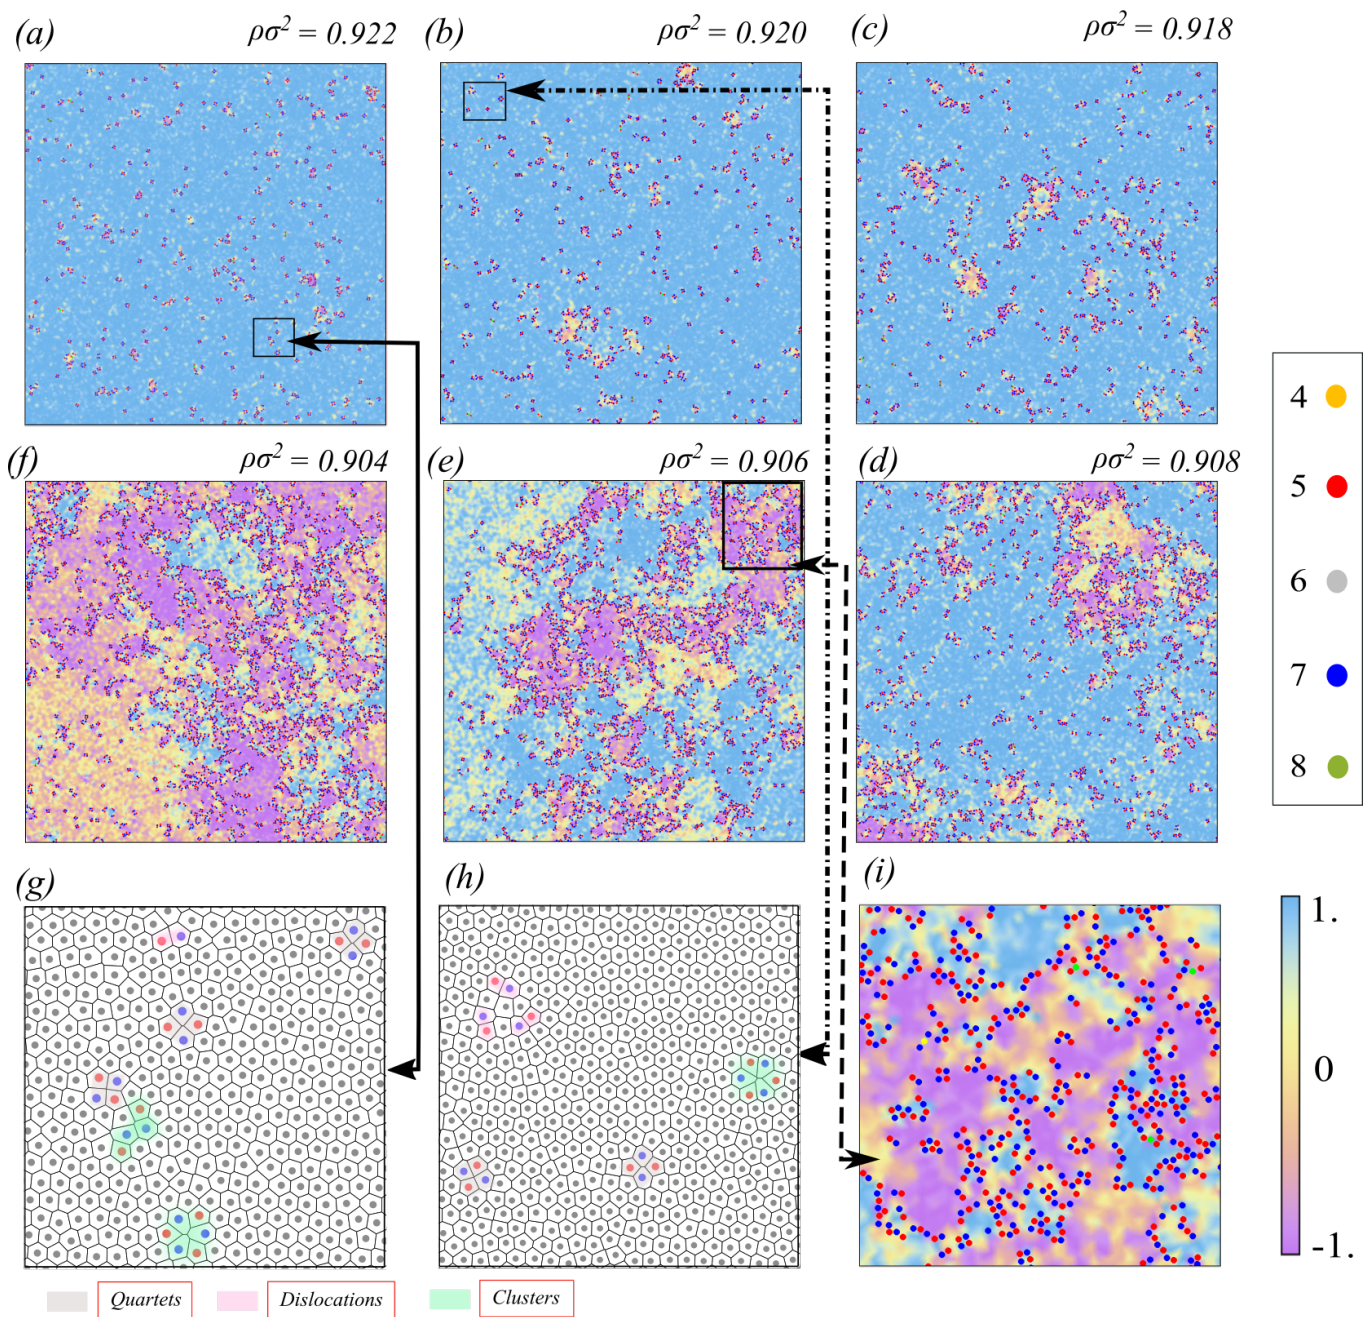 (a) ρσ² = 0.922
(b) ρσ² = 0.920
(c) ρσ² = 0.918
(f) ρσ² = 0.904
(e) ρσ² = 0.906
(d) ρσ² = 0.908
4
5
6
7
8
(g)
(h)
(i)
1.
0
-1.
Quartets
Dislocations
Clusters